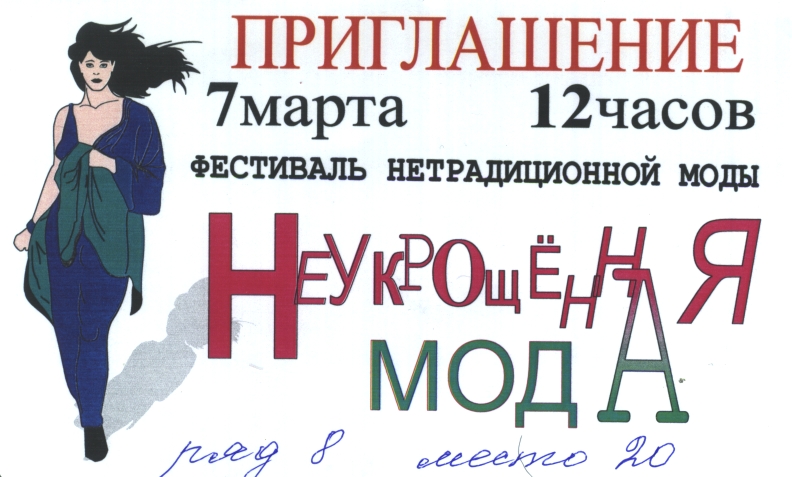 ПРИГЛАШЕНИЕ
7марта 12часов
ФЕСТИВАЛЬ НЕТРАДИЦИОННОЙ МОДЫ
НЕУКРОЩЁННАЯ
МОДА
ряд 8 место 20